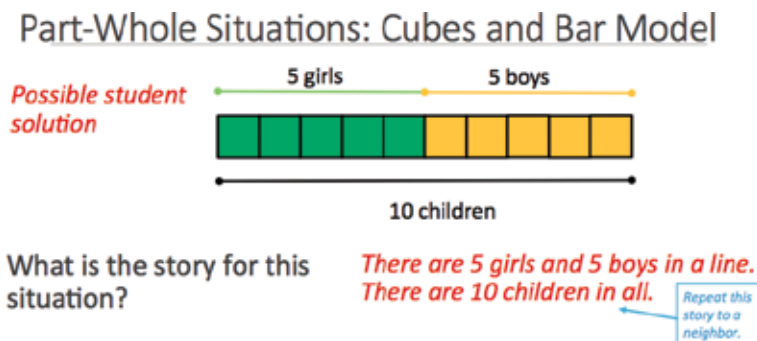 Part-Whole Situations: Cubes and Bar Model
5 girls
5 boys
Possible student
solution
10 children
What is the story for this
situation?
There are 5 girls and 5 boys in a line.
There are 10 children in all.
Repeat this
story to a
neighbor.